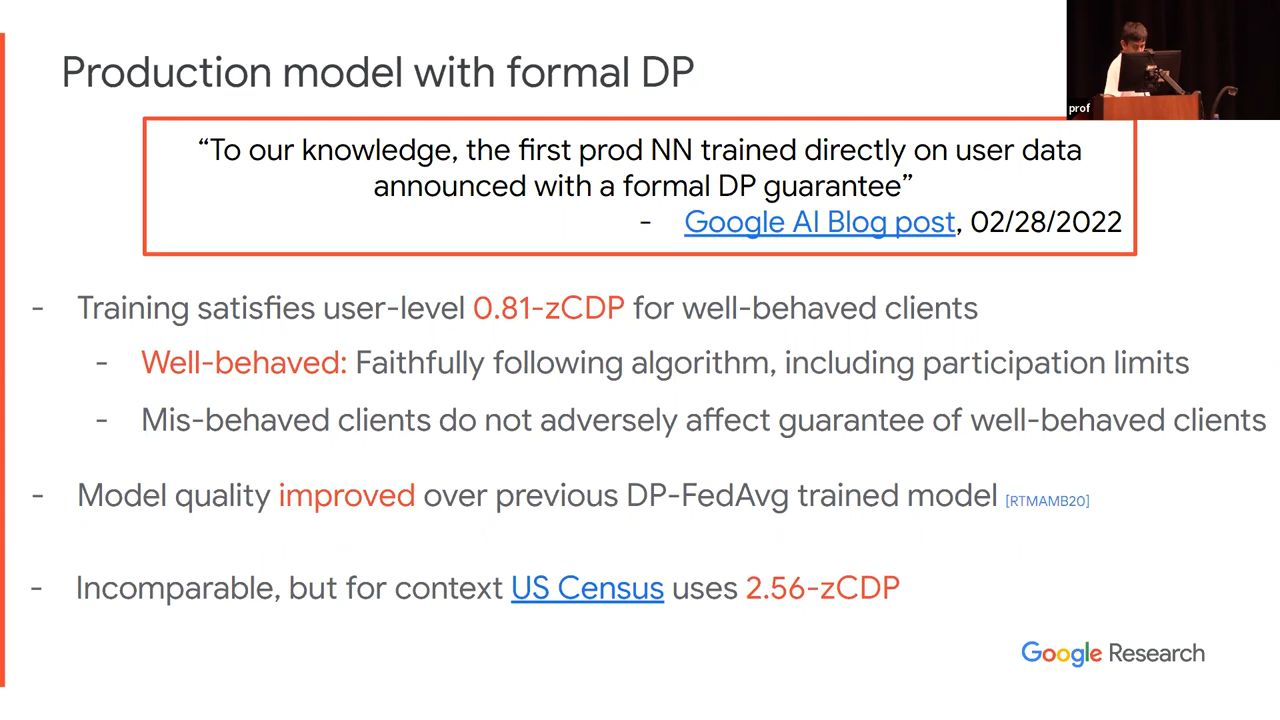 Production model with formal DP
prof
“To our knowledge, the first prod NN trained directly on user data
announced with a formal DP guarantee”
- Google AI Blog post, 02/28/2022
- Training satisfies user-level 0.81-zCDP for well-behaved clients
- Well-behaved: Faithfully following algorithm, including participation limits
- Mis-behaved clients do not adversely affect guarantee of well-behaved clients
- Model quality improved over previous DP-FedAvg trained model [RTMAMB20]
- Incomparable, but for context US Census uses 2.56-zCDP
Google Research